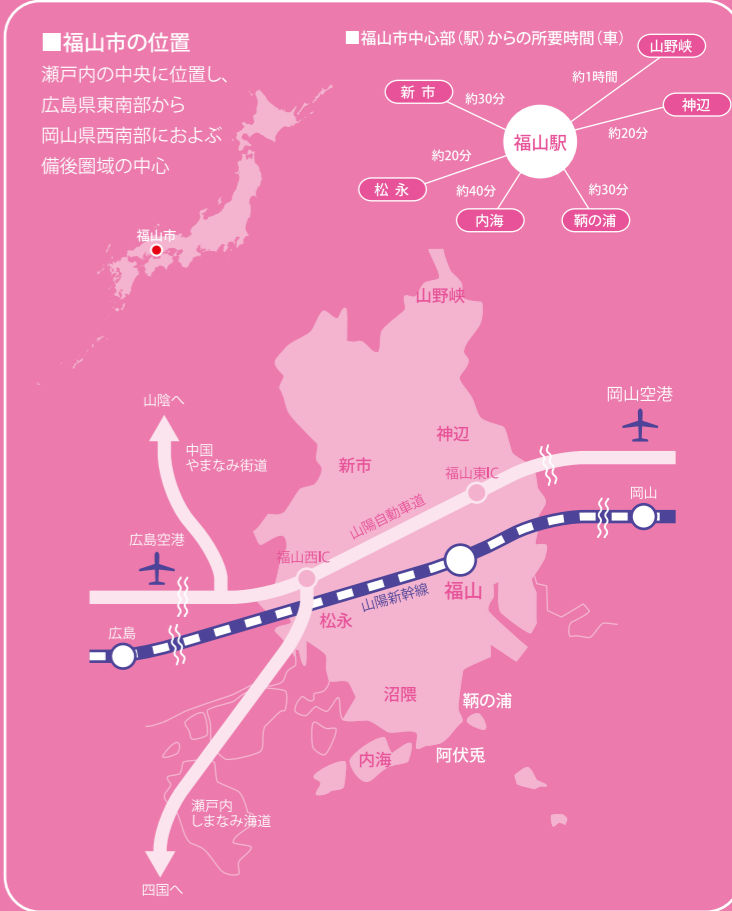 ■福山市の位置
瀬戸内の中央に位置し、
広島県東南部から
岡山県西南部におよぶ
備後圏域の中心
福山市
■福山市中心部（駅）からの所要時間（車）
山野峡
約1時間
新市
約30分
神辺
約20分
福山駅
約20分
松永
約40分
内海
約30分
鞆の浦
山野峡
岡山空港
山陰へ
中国
やまなみ街道
神辺
新市
福山東IC
岡山
山陽自動車道
広島空港
福山西IC
福山
山陽新幹線
松永
広島
沼隈
鞆の浦
阿伏兎
内海
瀬戸内
しまなみ海道
四国へ